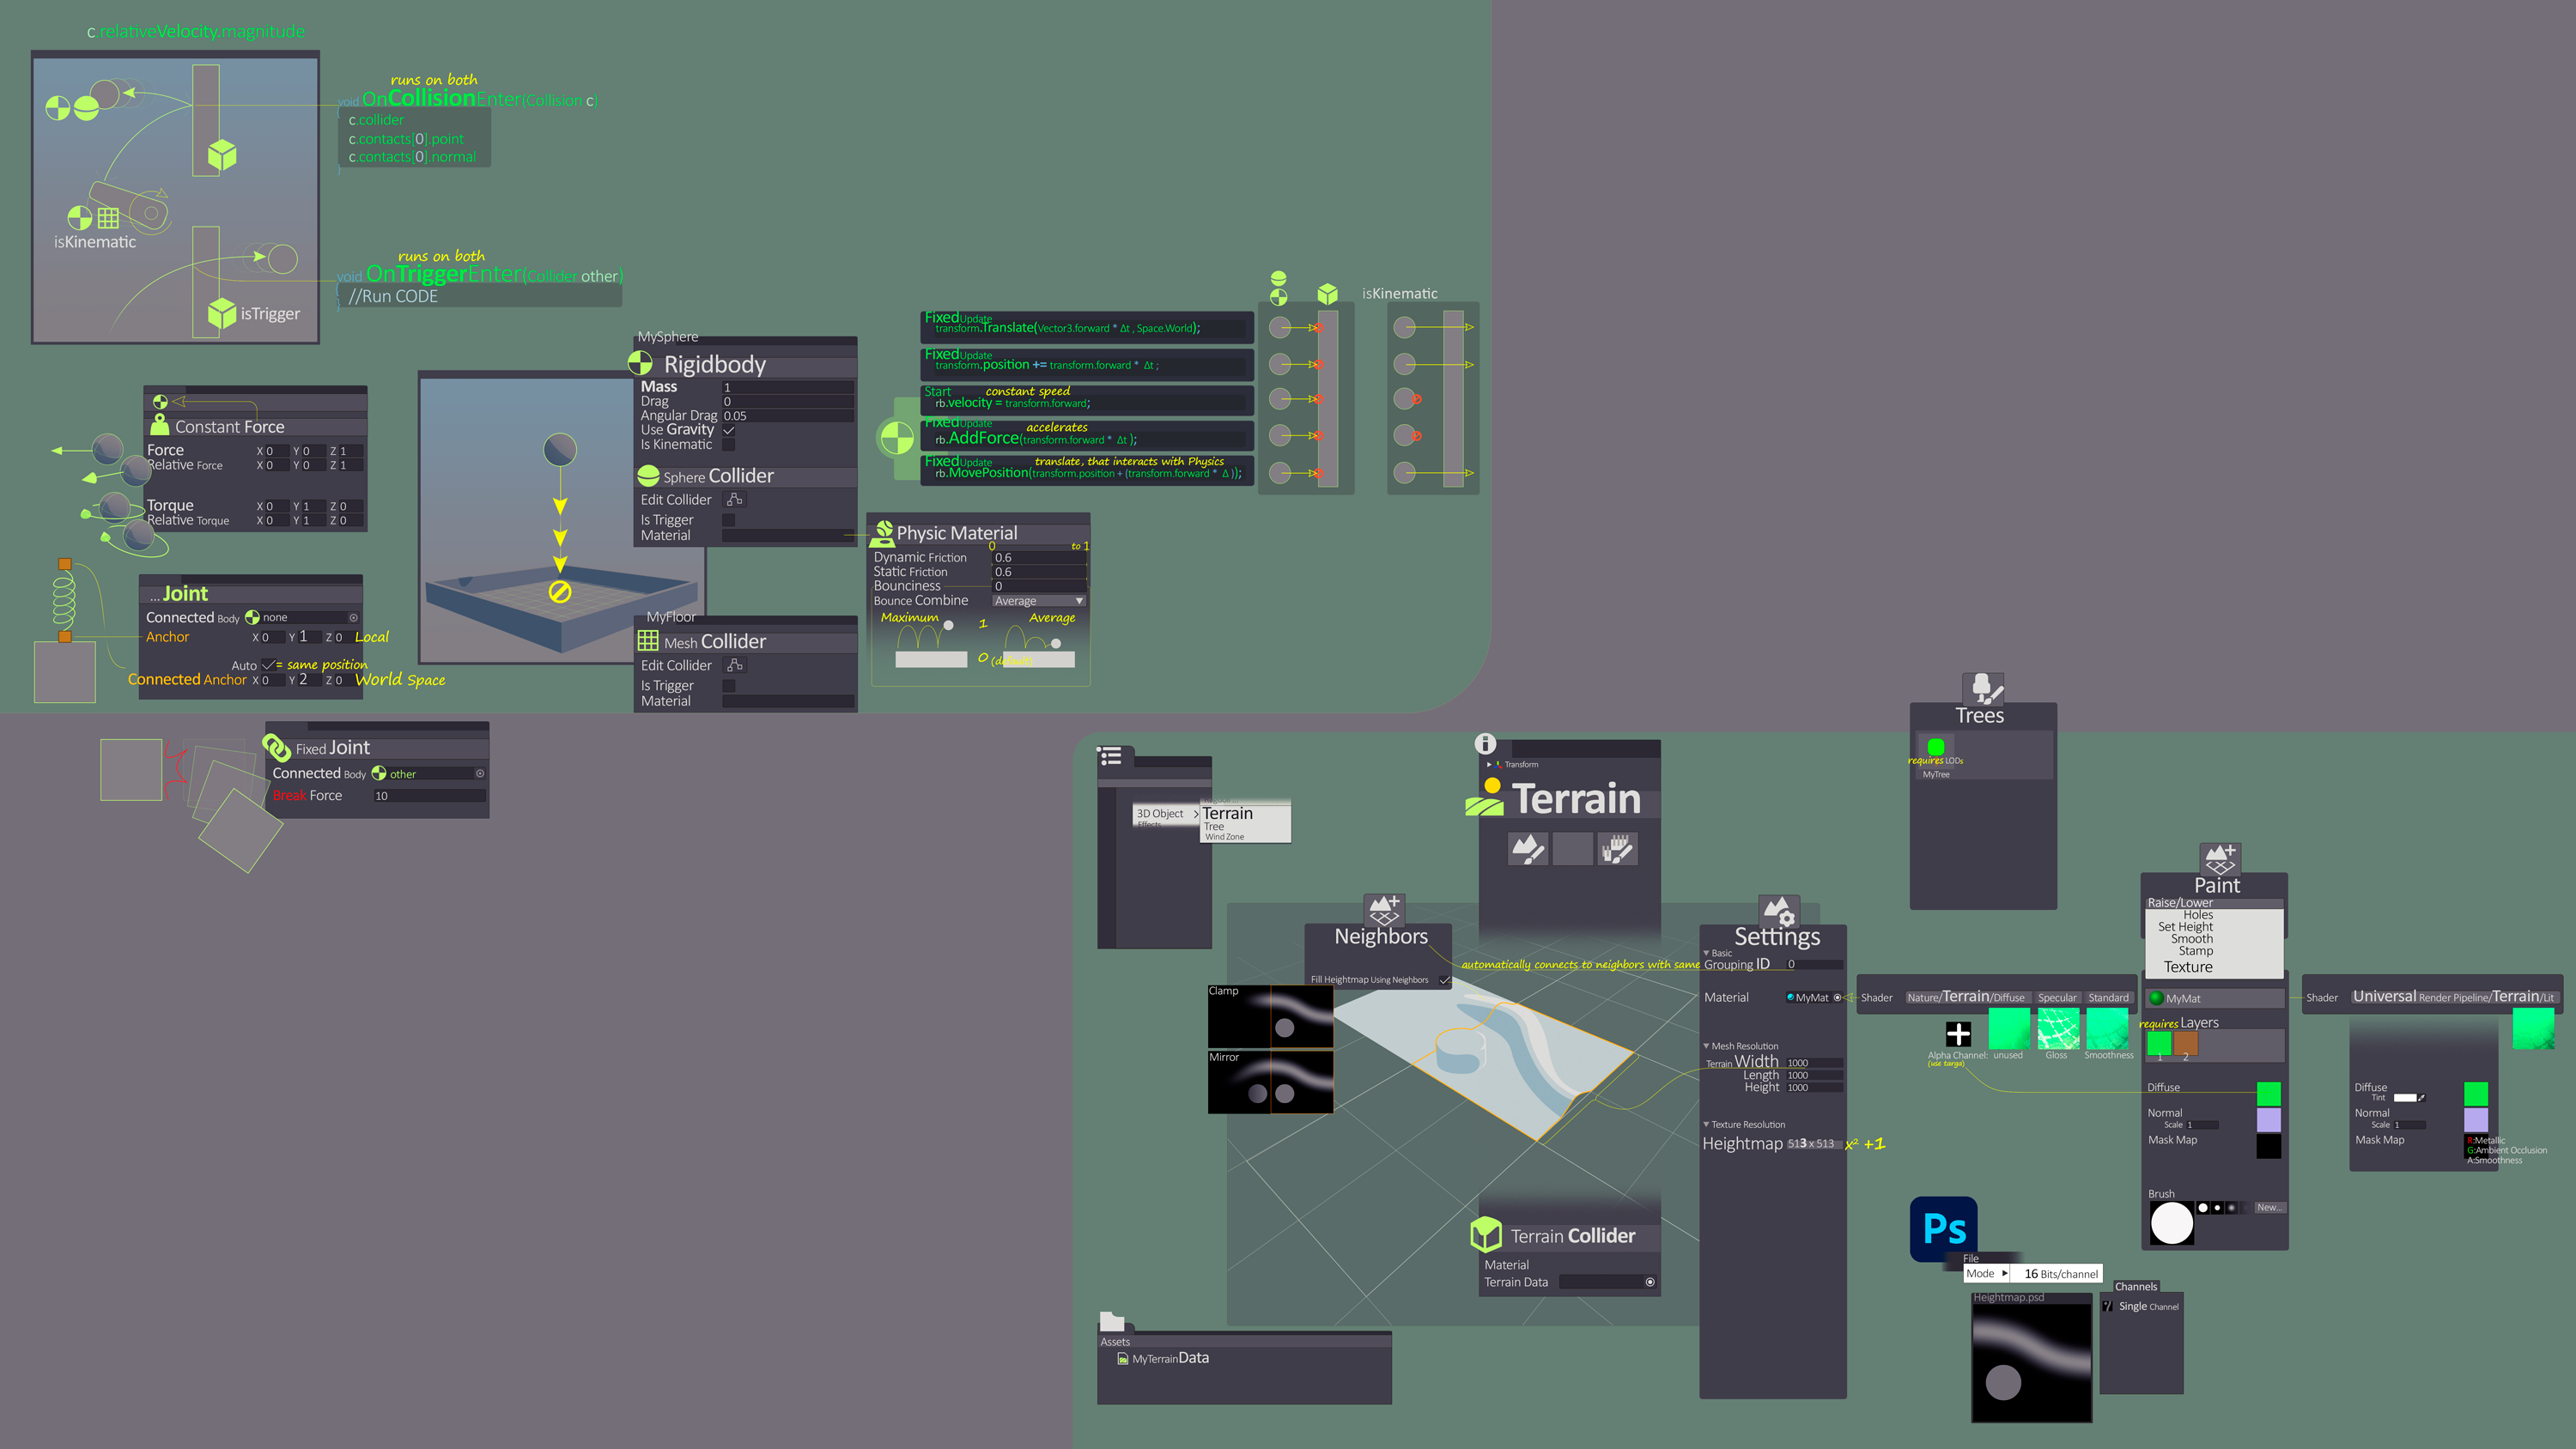 c.relativeVelocity.magnitude
runs on both
void OnCollisionEnter(Collision c)
{
c.collider
c.contacts[0].point
c.contacts[0].normal
}
isKinematic
runs on both
void OnTriggerEnter(Collider other)
{
//Run CODE
}
isTrigger
Constant Force
Force X 0 Y 0 Z 1
Relative Force X 0 Y 0 Z 1
Torque X 0 Y 1 Z 0
Relative Torque X 0 Y 1 Z 0
... Joint
Connected Body none
Anchor X 0 Y 1 Z 0 Local
Auto = same position
Connected Anchor X 0 Y 2 Z 0 World Space
Fixed Joint
Connected Body other
Break Force 10
MySphere
Rigidbody
Mass 1
Drag 0
Angular Drag 0.05
Use Gravity
Is Kinematic
Sphere Collider
Edit Collider
Is Trigger
Material
MyFloor
Mesh Collider
Edit Collider
Is Trigger
Material
Physic Material
0 to 1
Dynamic Friction 0.6
Static Friction 0.6
Bounciness 0
Bounce Combine Average
Maximum 1 Average
0 (default)
FixedUpdate
transform.Translate(Vector3.forward * Δt , Space.World);
FixedUpdate
transform.position += transform.forward * Δt ;
Start constant speed
rb.velocity = transform.forward;
FixedUpdate accelerates
rb.AddForce(transform.forward * Δt );
FixedUpdate translate, that interacts with Physics
rb.MovePosition(transform.position + (transform.forward * Δ ));
isKinematic
3D Object >
Effects
Terrain
Tree
Wind Zone
Transform
Terrain
Neighbors
Fill Heightmap Using Neighbors
Clamp
Mirror
automatically connects to neighbors with same
Settings
Basic
Grouping ID 0
Material MyMat
Mesh Resolution
Terrain Width 1000
Length 1000
Height 1000
Texture Resolution
Heightmap 513 x 513 x² +1
Terrain Collider
Material
Terrain Data
Assets
MyTerrainData
Trees
requires LODs
MyTree
Shader Nature/Terrain/Diffuse Specular Standard
Alpha Channel: unused Gloss Smoothness
(use targa)
Paint
Raise/Lower
Holes
Set Height
Smooth
Stamp
Texture
MyMat
requires Layers
1 2
Diffuse
Normal
Scale 1
Mask Map
Brush
New...
Shader Universal Render Pipeline/Terrain/Lit
Diffuse
Tint
Normal
Scale 1
Mask Map
R:Metallic
G:Ambient Occlusion
A:Smoothness
Ps
File
Mode 16 Bits/channel
Heightmap.psd
Channels
Single Channel